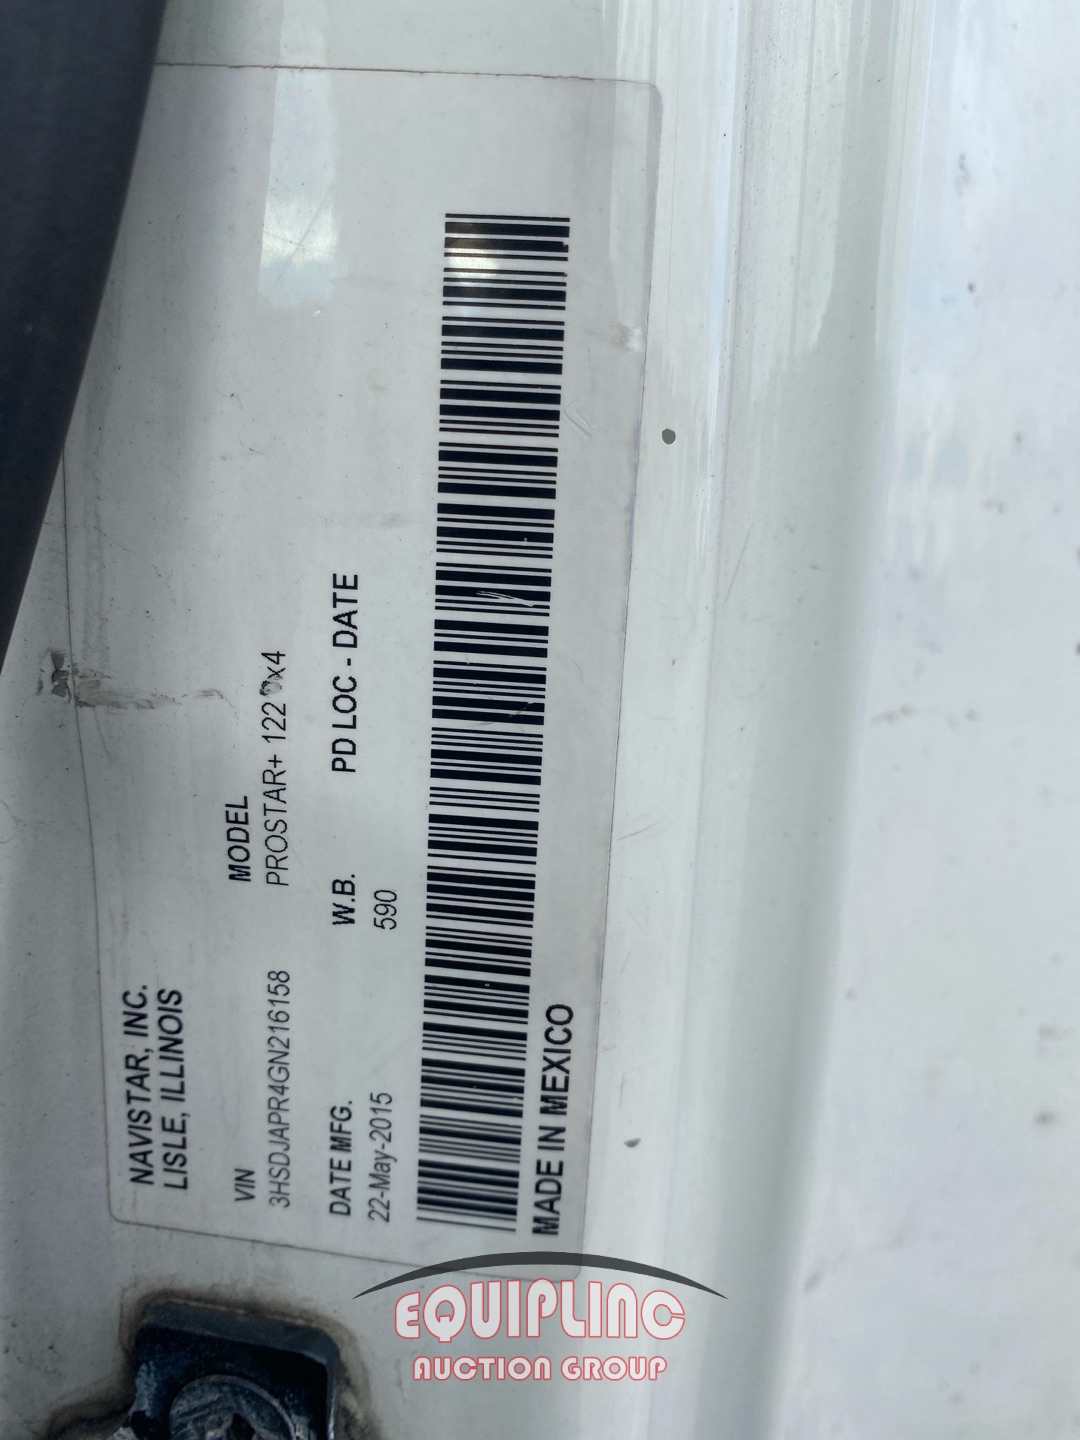 NAVISTAR, INC.
LISLE, ILLINOIS
VIN
3HSDJAPR4GN216158
MODEL
PROSTAR+ 122
DATE MFG.
22-May-2015
W.B.
590
PD LOC - DATE
MADE IN MEXICO
EQUIPLINC
AUCTION GROUP